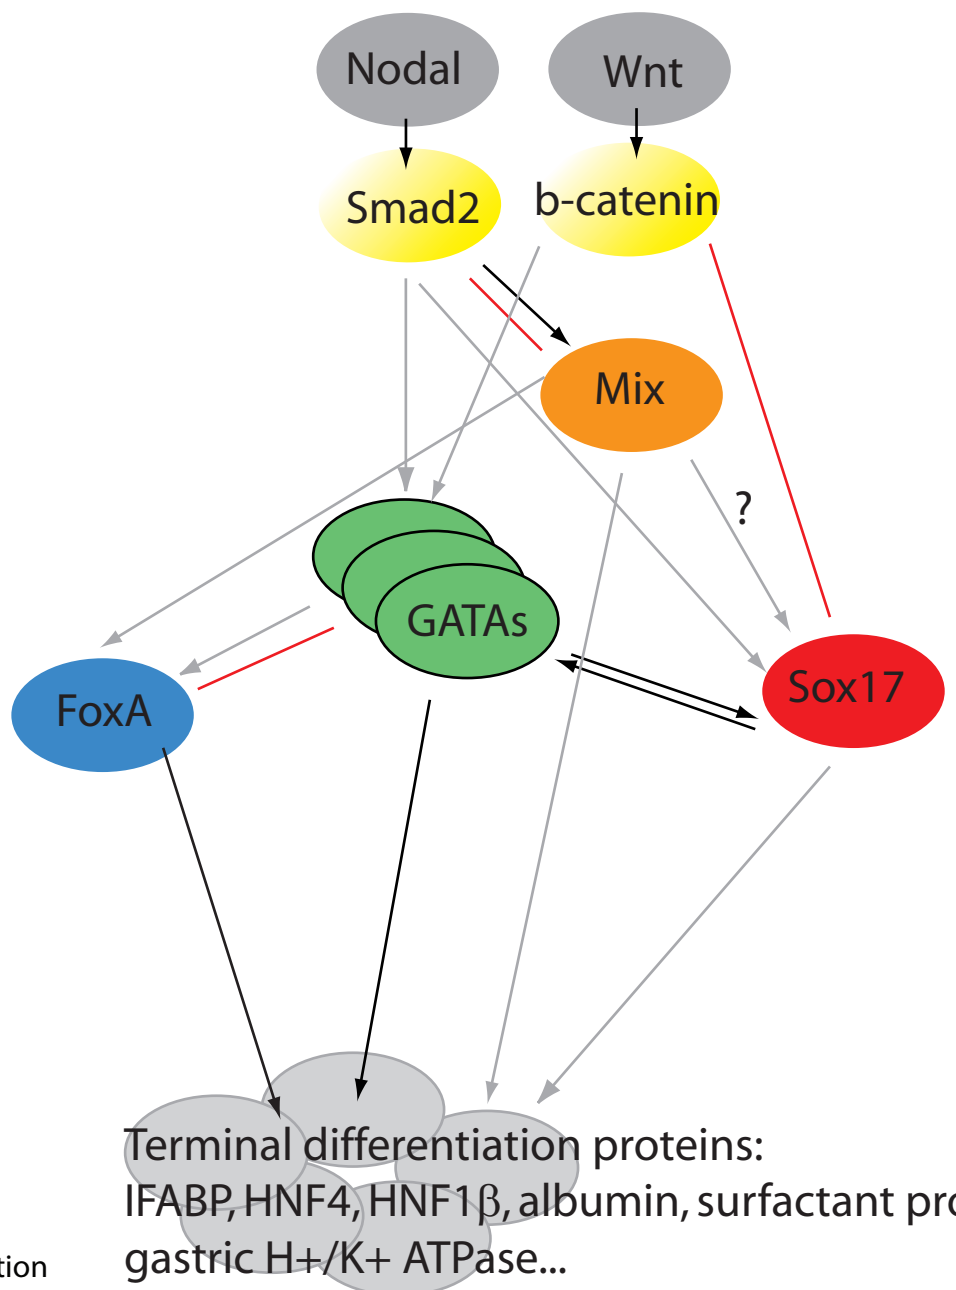 Nodal
Wnt
Smad2
b-catenin
Mix
?
GATAs
Sox17
FoxA
Terminal differentiation proteins:
IFABP, HNF4, HNF1β, albumin, surfactant pro
gastric H+/K+ ATPase...
tion